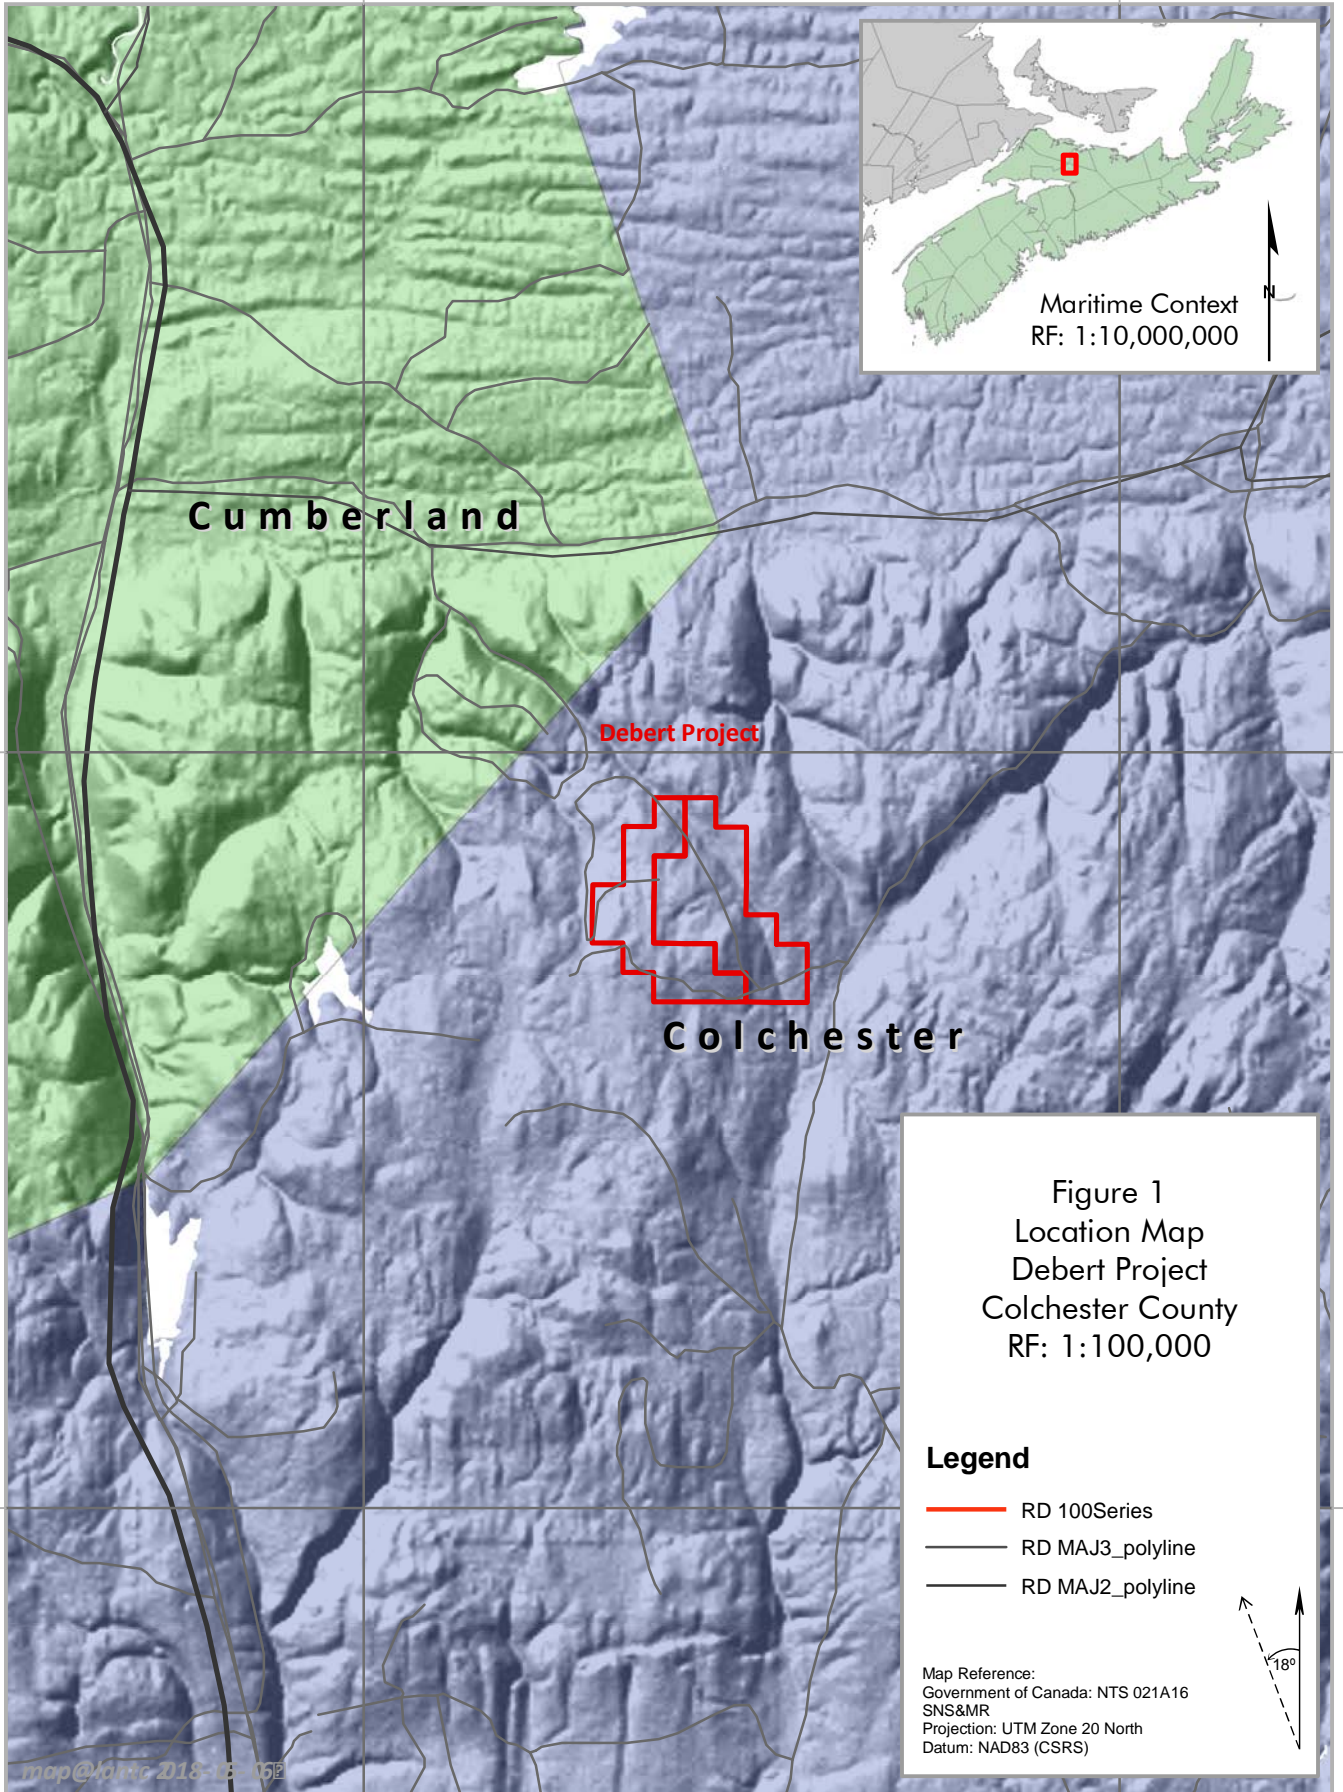 Maritime Context
RF: 1:10,000,000
N
Cumberland
Debert Project
Colchester
Figure 1
Location Map
Debert Project
Colchester County
RF: 1:100,000
Legend
RD 100Series
RD MAJ3_polyline
RD MAJ2_polyline
18°
Map Reference:
Government of Canada: NTS 021A16
SNS&MR
Projection: UTM Zone 20 North
Datum: NAD83 (CSRS)